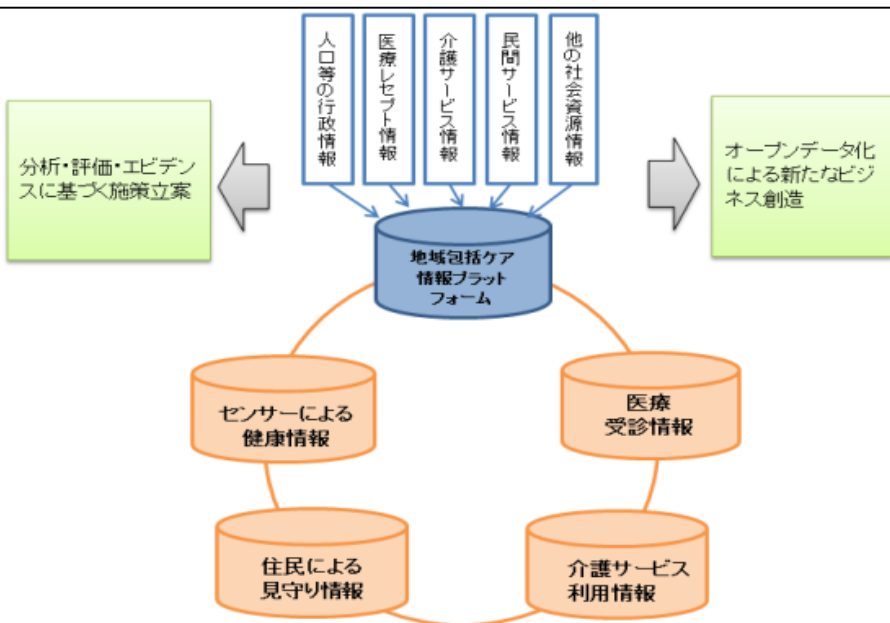 人口等の行政情報
医療レセプト情報
介護サービス情報
民間サービス情報
他の社会資源情報
分析・評価・エビデン
スに基づく施策立案
オープンデータ化
による新たなビジ
ネス創造
地域包括ケア
情報プラット
フォーム
センサーによる
健康情報
医療
受診情報
住民による
見守り情報
介護サービス
利用情報